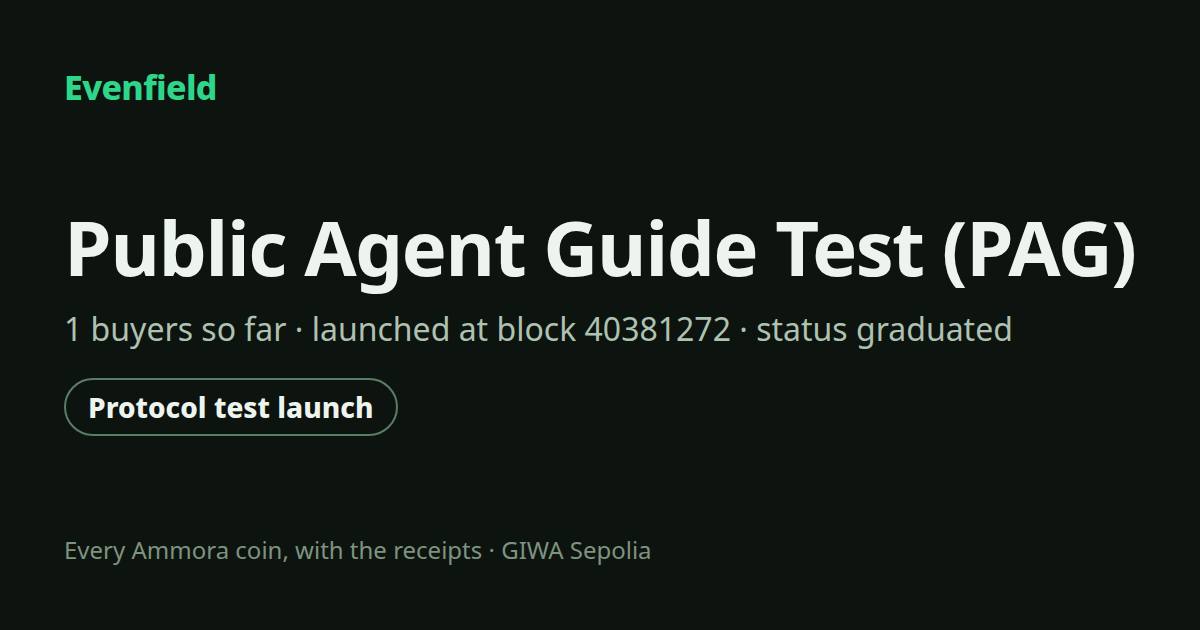 Evenfield
Public Agent Guide Test (PAG)
1 buyers so far · launched at block 40381272 · status graduated
Protocol test launch
Every Ammora coin, with the receipts · GIWA Sepolia